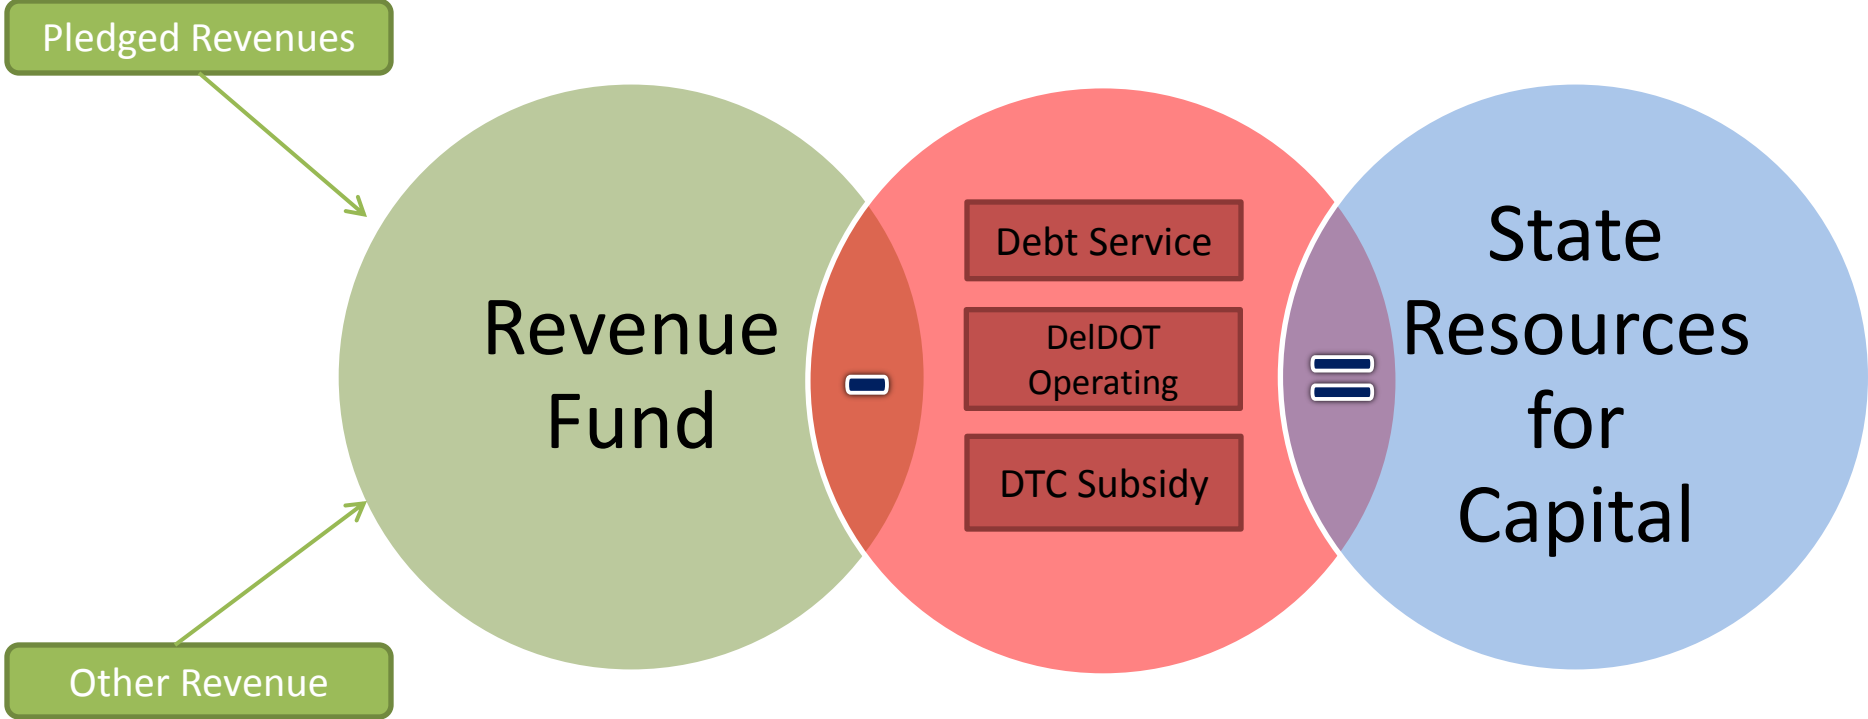 Pledged Revenues
Other Revenue
Revenue
Fund
-
Debt Service
DelDOT
Operating
DTC Subsidy
=
State
Resources
for
Capital